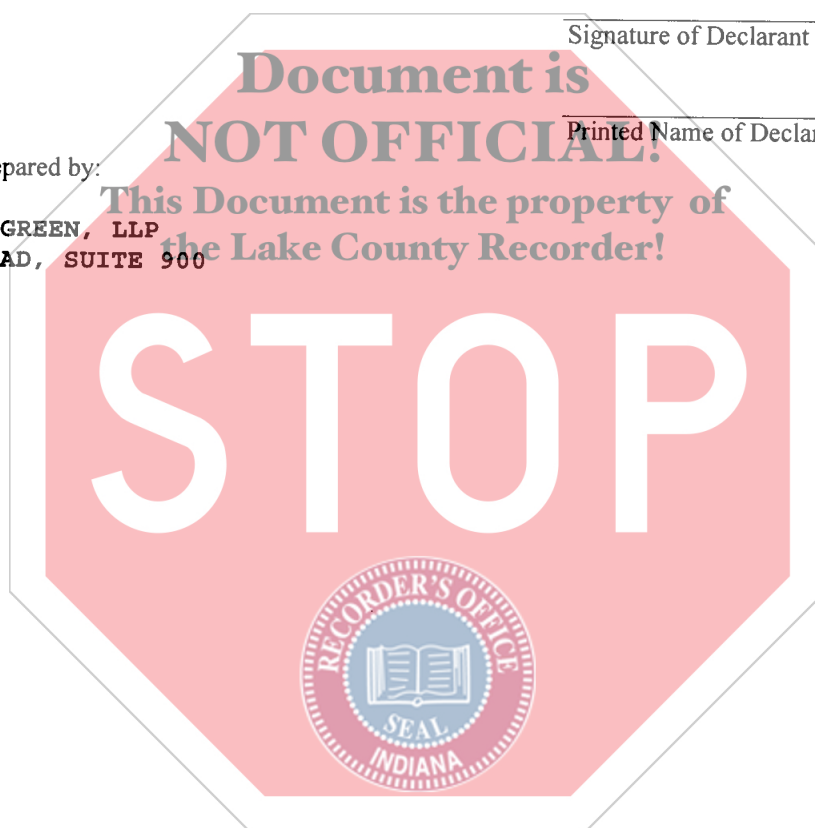 Signature of Declarant
Document is
NOT OFFICIAL!
Printed Name of Declar
epared by:
This Document is the property of
GREEN, LLP
the Lake County Recorder!
AD, SUITE 900
STOP
RECORDER'S OFFICE
SEAL
INDIANA